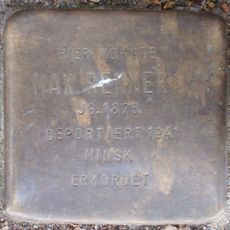 HIER WOHNTE
MAX
JG. 1873
DEPORTIERT 1941
MINSK
ERMORDET